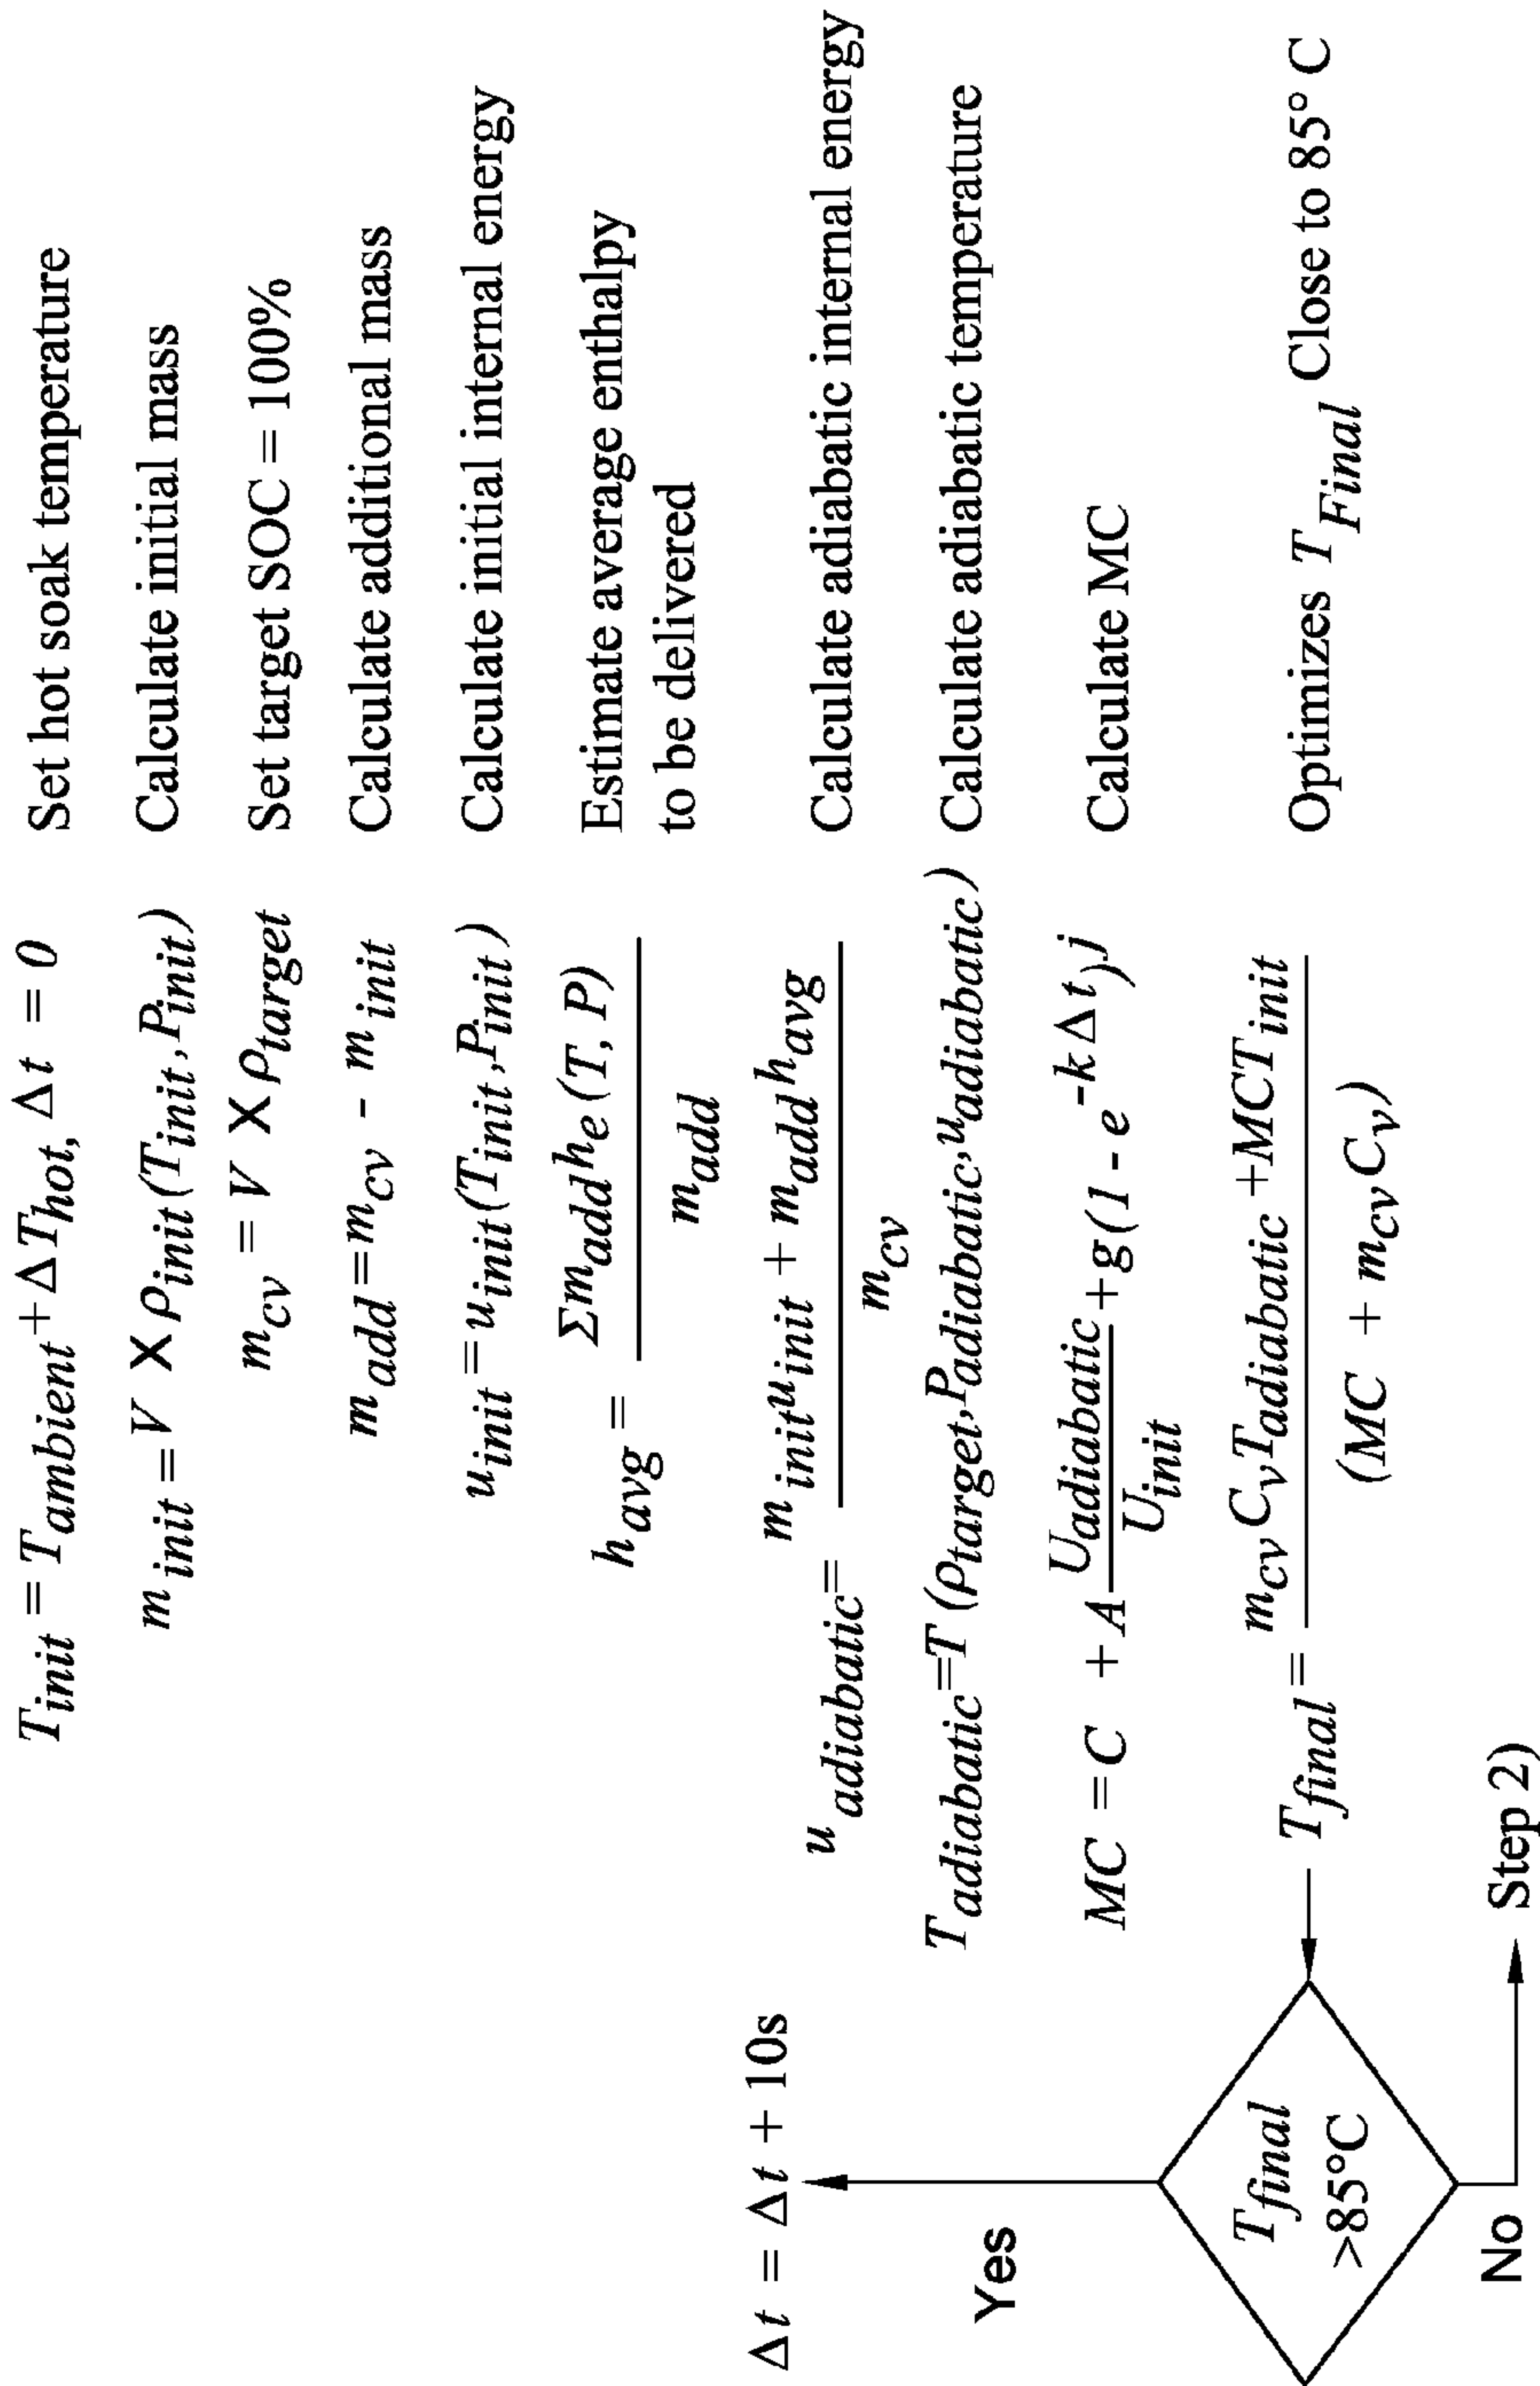 T_init = T_ambient + ΔT_hot, Δt = 0 Set hot soak temperature
m_init = V X ρ_init (T_init, P_init) Calculate initial mass
m_cv = V X ρ_target Set target SOC = 100%
m_add = m_cv - m_init Calculate additional mass
u_init = u_init (T_init, P_init) Calculate initial internal energy
h_avg = Σm_add h_e (T, P) / m_add Estimate average enthalpy
to be delivered
u_adiabatic = m_init u_init + m_add h_avg / m_cv Calculate adiabatic internal energy
T_adiabatic = T (ρ_target, P_adiabatic, u_adiabatic) Calculate adiabatic temperature
MC = C + A U_adiabatic / U_init + g(1 - e^-kΔt)^j Calculate MC
T_final = m_cv C_v T_adiabatic + MCT_init / (MC + m_cv C_v) Optimizes T_Final Close to 85° C
Δt = Δt + 10s
Yes
T_final
>85°C
No
Step 2)